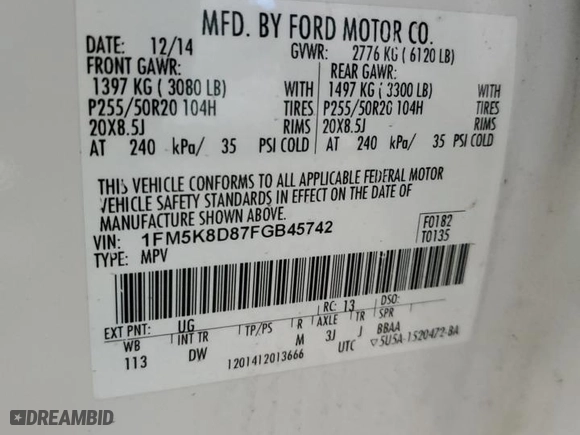 MFD. BY FORD MOTOR CO.
DATE: 12/14 GVWR: 2776 KG ( 6120 LB)
FRONT GAWR: REAR GAWR:
1397 KG ( 3080 LB) WITH 1497 KG ( 3300 LB) WITH
P255/50R20 104H TIRES P255/50R20 104H TIRES
20X8.5J RIMS 20X8.5J RIMS
AT 240 kPa/ 35 PSI COLD AT 240 kPa/ 35 PSI COLD
THIS VEHICLE CONFORMS TO ALL APPLICABLE FEDERAL MOTOR
VEHICLE SAFETY STANDARDS IN EFFECT ON THE DATE OF
MANUFACTURE SHOWN ABOVE.
VIN: 1FM5K8D87FGB45742 F0182
TYPE: MPV T0135
EXT PNT: UG RC: 13 DSO:
WB INT TR TP/PS R AXLE TR SPR
113 DW M 3J J BBAA
1201412013666 UTC ▽5U5A-1520472-BA
DREAMBID